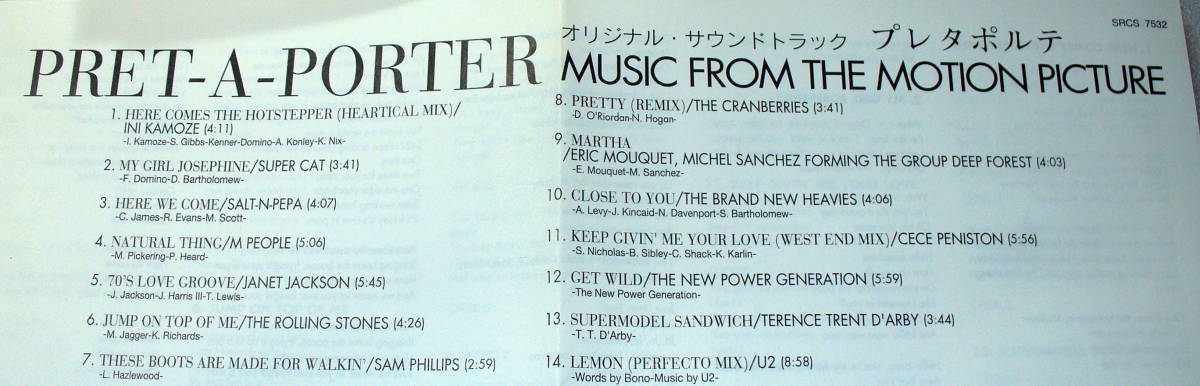 PRET-A-PORTER
オリジナル・サウンドトラック プレタポルテ
SRCS 7532
MUSIC FROM THE MOTION PICTURE
1. HERE COMES THE HOTSTEPPER (HEARTICAL MIX)/
INI KAMOZE (4:11)
-I. Kamoze-S. Gibbs-Kenner-Domino-A. Konley-K. Nix-
2. MY GIRL JOSEPHINE/SUPER CAT (3:41)
-F. Domino-D. Bartholomew-
3. HERE WE COME/SALT-N-PEPA (4:07)
-C. James-R. Evans-M. Scott-
4. NATURAL THING/M PEOPLE (5:06)
-M. Pickering-P. Heard-
5. 70'S LOVE GROOVE/JANET JACKSON (5:45)
-J. Jackson-J. Harris III-T. Lewis-
6. JUMP ON TOP OF ME/THE ROLLING STONES (4:26)
-M. Jagger-K. Richards-
7. THESE BOOTS ARE MADE FOR WALKIN'/SAM PHILLIPS (2:59)
-L. Hazlewood-
8. PRETTY (REMIX)/THE CRANBERRIES (3:41)
-D. O'Riordan-N. Hogan-
9. MARTHA
/ERIC MOUQUET, MICHEL SANCHEZ FORMING THE GROUP DEEP FOREST (4:03)
-E. Mouquet-M. Sanchez-
10. CLOSE TO YOU/THE BRAND NEW HEAVIES (4:06)
-A. Levy-J. Kincaid-N. Davenport-S. Bartholomew-
11. KEEP GIVIN' ME YOUR LOVE (WEST END MIX)/CECE PENISTON (5:56)
-S. Nicholas-B. Sibley-C. Shack-K. Karlin-
12. GET WILD/THE NEW POWER GENERATION (5:59)
-The New Power Generation-
13. SUPERMODEL SANDWICH/TERENCE TRENT D'ARBY (3:44)
-T. T. D'Arby-
14. LEMON (PERFECTO MIX)/U2 (8:58)
-Words by Bono-Music by U2-